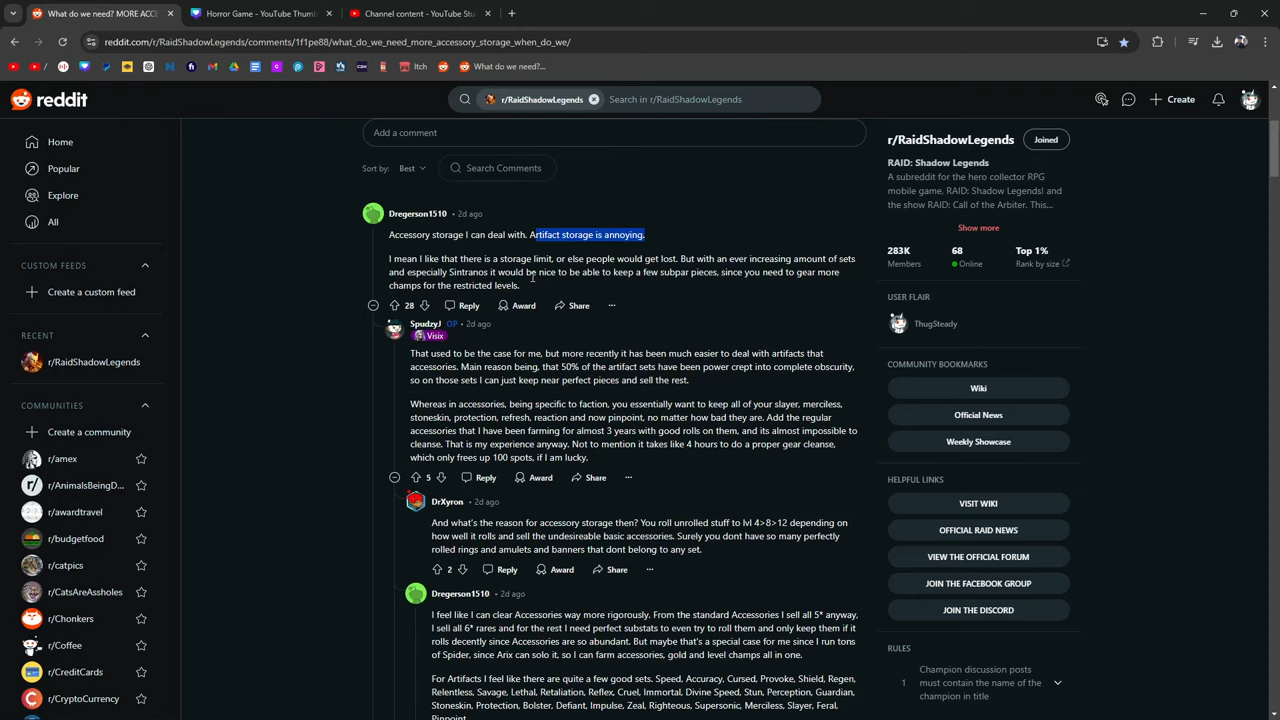 What do we need? MORE ACCE
Horror Game - YouTube Thumb
Channel content - YouTube Stu
reddit.com/r/RaidShadowLegends/comments/1f1pe88/what_do_we_need_more_accessory_storage_when_do_we/
Itch
What do we need?...
reddit
r/RaidShadowLegends
Search in r/RaidShadowLegends
Create
Home
Popular
Explore
All
CUSTOM FEEDS
Create a custom feed
RECENT
r/RaidShadowLegends
COMMUNITIES
Create a community
r/amex
r/AnimalsBeingD...
r/awardtravel
r/budgetfood
r/catpics
r/CatsAreAssholes
r/Chonkers
r/Coffee
r/CreditCards
r/CryptoCurrency
Add a comment
Sort by: Best
Search Comments
Dregerson1510 • 2d ago
Accessory storage I can deal with. Artifact storage is annoying.
I mean I like that there is a storage limit, or else people would get lost. But with an ever increasing amount of sets
and especially Sintranos it would be nice to be able to keep a few subpar pieces, since you need to gear more
champs for the restricted levels.
28 Reply Award Share ...
SpudzyJ OP • 2d ago
Visix
That used to be the case for me, but more recently it has been much easier to deal with artifacts that
accessories. Main reason being, that 50% of the artifact sets have been power crept into complete obscurity,
so on those sets I can just keep near perfect pieces and sell the rest.
Whereas in accessories, being specific to faction, you essentially want to keep all of your slayer, merciless,
stoneskin, protection, refresh, reaction and now pinpoint, no matter how bad they are. Add the regular
accessories that I have been farming for almost 3 years with good rolls on them, and its almost impossible to
cleanse. That is my experience anyway. Not to mention it takes like 4 hours to do a proper gear cleanse,
which only frees up 100 spots, if I am lucky.
5 Reply Award Share ...
DrXyron • 2d ago
And what's the reason for accessory storage then? You roll unrolled stuff to lvl 4>8>12 depending on
how well it rolls and sell the undesireable basic accessories. Surely you dont have so many perfectly
rolled rings and amulets and banners that dont belong to any set.
2 Reply Award Share ...
Dregerson1510 • 2d ago
I feel like I can clear Accessories way more rigorously. From the standard Accessories I sell all 5* anyway,
I sell all 6* rares and for the rest I need perfect substats to even try to roll them and only keep them if it
rolls decently since Accessories are so abundant. But maybe that's a special case for me since I run tons
of Spider, since Arix can solo it, so I can farm accessories, gold and level champs all in one.
For Artifacts I feel like there are quite a few good sets. Speed, Accuracy, Cursed, Provoke, Shield, Regen,
Relentless, Savage, Lethal, Retaliation, Reflex, Cruel, Immortal, Divine Speed, Stun, Perception, Guardian,
Stoneskin, Protection, Bolster, Defiant, Impulse, Zeal, Righteous, Supersonic, Merciless, Slayer, Feral,
Pinpoint
r/RaidShadowLegends
Joined
RAID: Shadow Legends
A subreddit for the hero collector RPG
mobile game, RAID: Shadow Legends! and
the show RAID: Call of the Arbiter. This...
Show more
283K 68 Top 1%
Members Online Rank by size
USER FLAIR
ThugSteady
COMMUNITY BOOKMARKS
Wiki
Official News
Weekly Showcase
HELPFUL LINKS
VISIT WIKI
OFFICIAL RAID NEWS
VIEW THE OFFICIAL FORUM
JOIN THE FACEBOOK GROUP
JOIN THE DISCORD
RULES
1 Champion discussion posts
must contain the name of the
champion in title